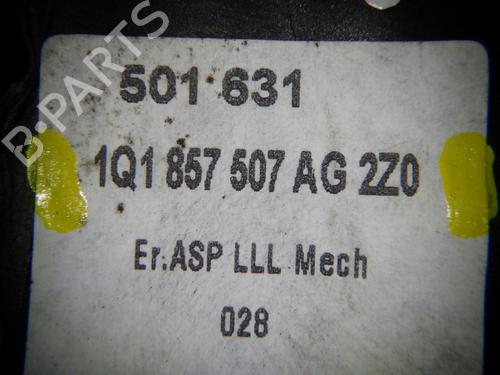 B-PARTS
501 631
1Q1 857 507 AG 2Z0
Er.ASP LLL Mech
028